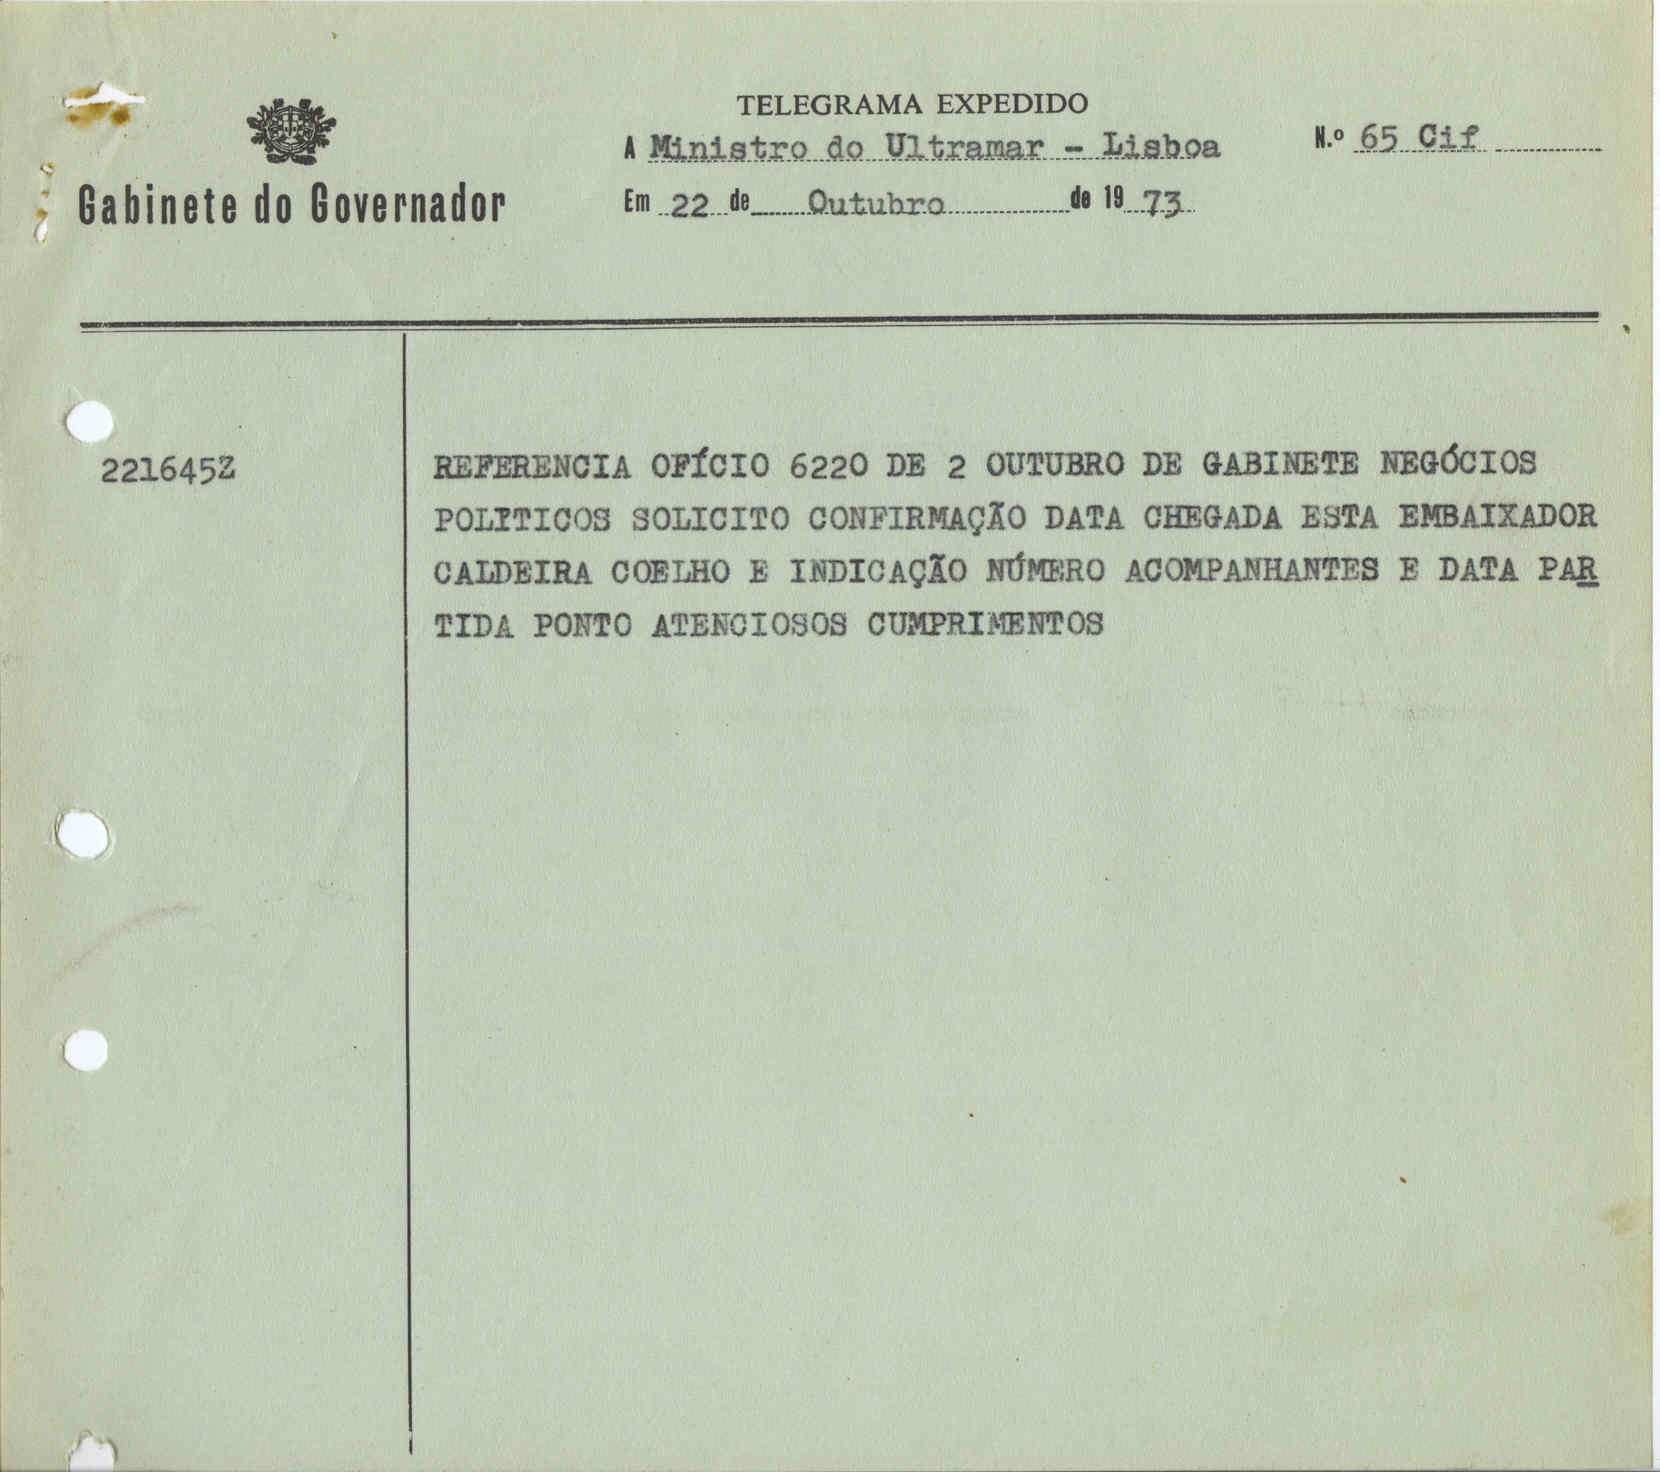 TELEGRAMA EXPEDIDO
A Ministro do Ultramar - Lisboa
N.º 65 Cif
Gabinete do Governador
Em 22 de Outubro de 1973
221645Z
REFERENCIA OFÍCIO 6220 DE 2 OUTUBRO DE GABINETE NEGÓCIOS
POLITICOS SOLICITO CONFIRMAÇÃO DATA CHEGADA ESTA EMBAIXADOR
CALDEIRA COELHO E INDICAÇÃO NÚMERO ACOMPANHANTES E DATA PAR
TIDA PONTO ATENCIOSOS CUMPRIMENTOS